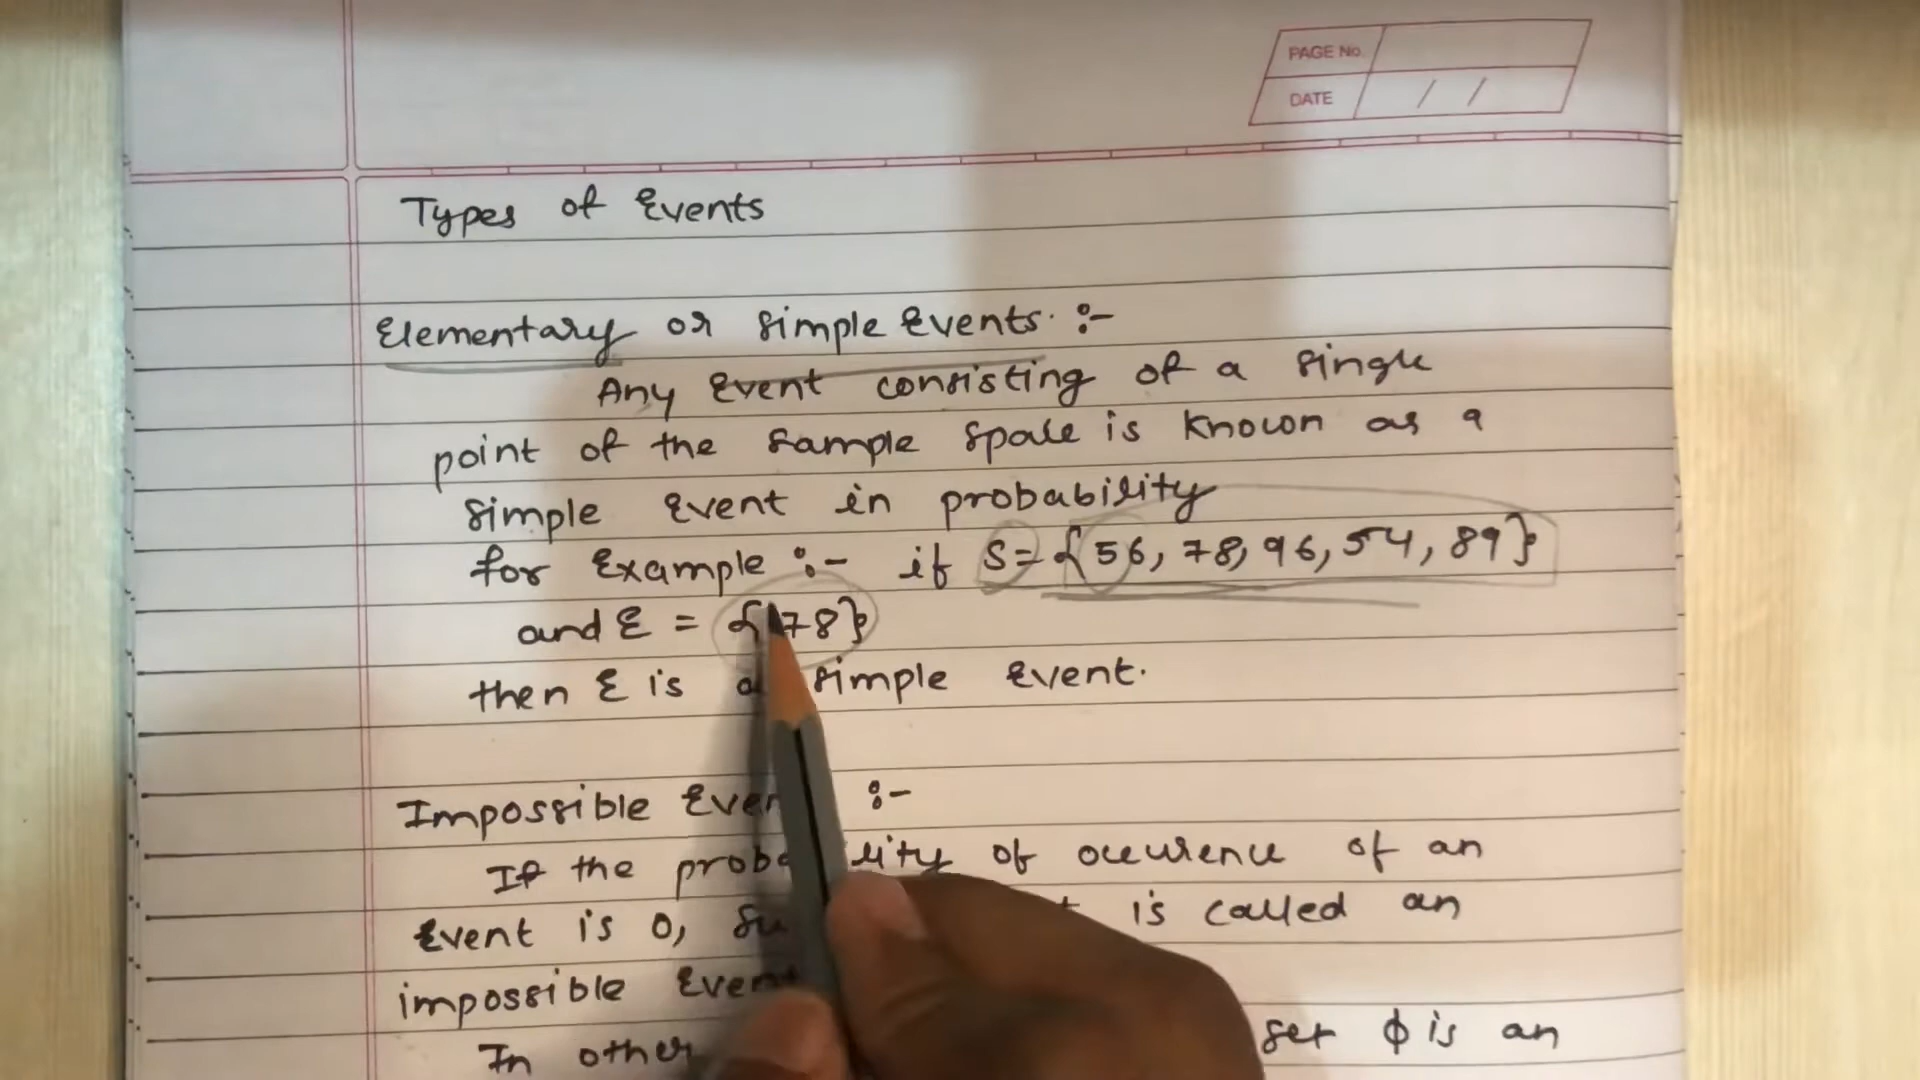 PAGE No.
DATE / /
Types of Events
Elementary or simple Events :-
Any Event consisting of a single
point of the sample space is known as a
simple Event in probability
for Example :- if S = {56, 78, 96, 54, 89}
and E = {78}
then E is a simple Event.
Impossible :-
If the of occurence of an
Event is 0, is called an
impossible
In other set ϕ is an